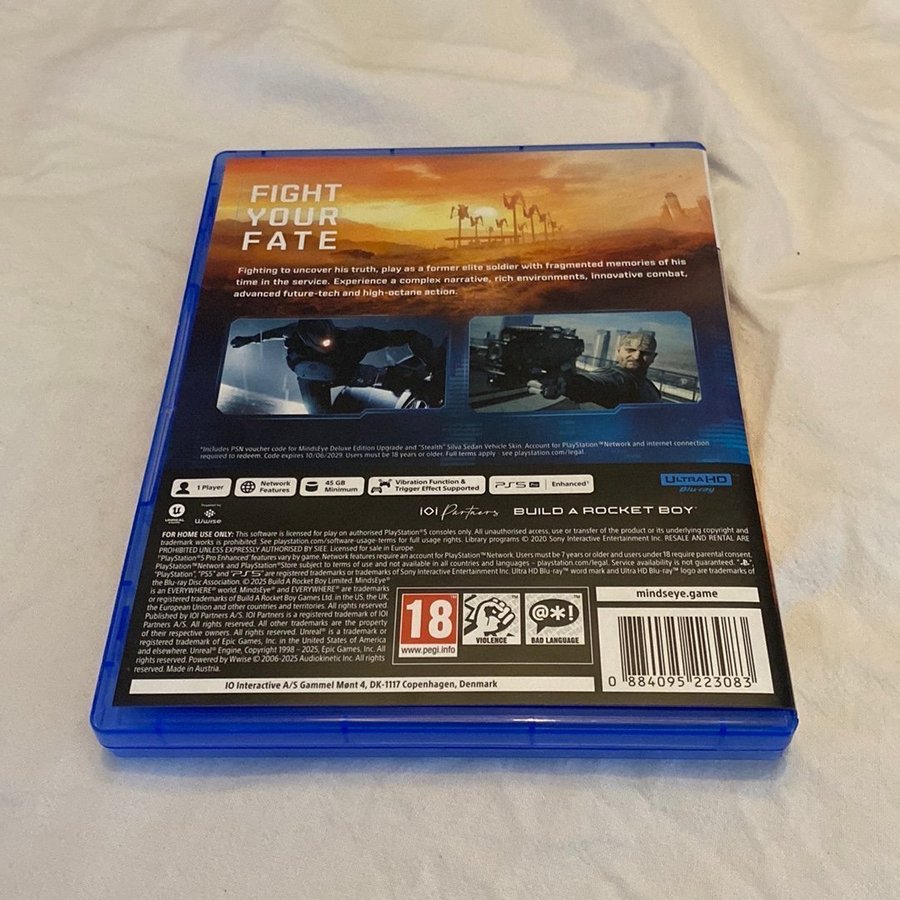 FIGHT
YOUR
FATE
Fighting to uncover his truth, play as a former elite soldier with fragmented memories of his
time in the service. Experience a complex narrative, rich environments, innovative combat,
advanced future-tech and high-octane action.
*Includes PSN voucher code for MindsEye Deluxe Edition Upgrade and "Stealth" Silva Sedan Vehicle Skin. Account for PlayStation™Network and internet connection
required to redeem. Code expires 10/06/2029. Users must be 18 years or older. Full terms apply - see playstation.com/legal.
1 Player
Network
Features
45 GB
Minimum
Vibration Function &
Trigger Effect Supported
PS5 Pro Enhanced
ULTRA HD
Blu-ray
UNREAL
Powered by
Wwise
IOI Partners
BUILD A ROCKET BOY
FOR HOME USE ONLY: This software is licensed for play on authorised PlayStation®5 consoles only. All unauthorised access, use or transfer of the product or its underlying copyright and
trademark works is prohibited. See playstation.com/software-usage-terms for full usage rights. Library programs © 2020 Sony Interactive Entertainment Inc. RESALE AND RENTAL ARE
PROHIBITED UNLESS EXPRESSLY AUTHORISED BY SIEE. Licensed for sale in Europe.
"PlayStation®5 Pro Enhanced" features vary by game. Network features require an account for PlayStation™Network. Users must be 7 years or older and users under 18 require parental consent.
PlayStation™Network and PlayStation™Store subject to terms of use and not available in all countries and languages – playstation.com/legal. Service availability is not guaranteed.
"PlayStation", "PS5" and "PS5" are registered trademarks or trademarks of Sony Interactive Entertainment Inc. Ultra HD Blu-ray™ word mark and Ultra HD Blu-ray™ logo are trademarks of
the Blu-ray Disc Association. © 2025 Build A Rocket Boy Limited. MindsEye®
is an EVERYWHERE® world. MindsEye® and EVERYWHERE® are trademarks
or registered trademarks of Build A Rocket Boy Games Ltd. in the US, the UK,
the European Union and other countries and territories. All rights reserved.
Published by IOI Partners A/S. IOI Partners is a registered trademark of IOI
Partners A/S. All rights reserved. All other trademarks are the property
of their respective owners. All rights reserved. Unreal® is a trademark or
registered trademark of Epic Games, Inc. in the United States of America
and elsewhere. Unreal® Engine, Copyright 1998 – 2025, Epic Games, Inc. All
rights reserved. Powered by Wwise © 2006-2025 Audiokinetic Inc. All rights
reserved. Made in Austria.
18
www.pegi.info
VIOLENCE
@*!
BAD LANGUAGE
mindseye.game
0 884095 223083
IO Interactive A/S Gammel Mønt 4, DK-1117 Copenhagen, Denmark